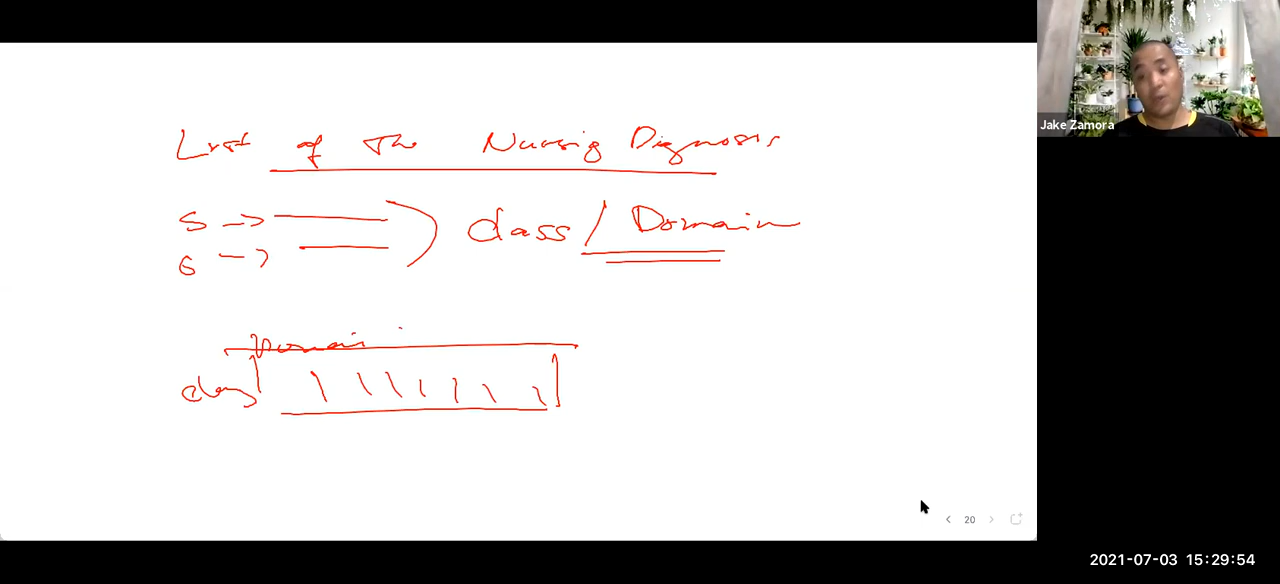 List of The Nursig Diagnosis
S -> class / Domain
O ->
Domain
class
Jake Zamora
20
2021-07-03 15:29:54